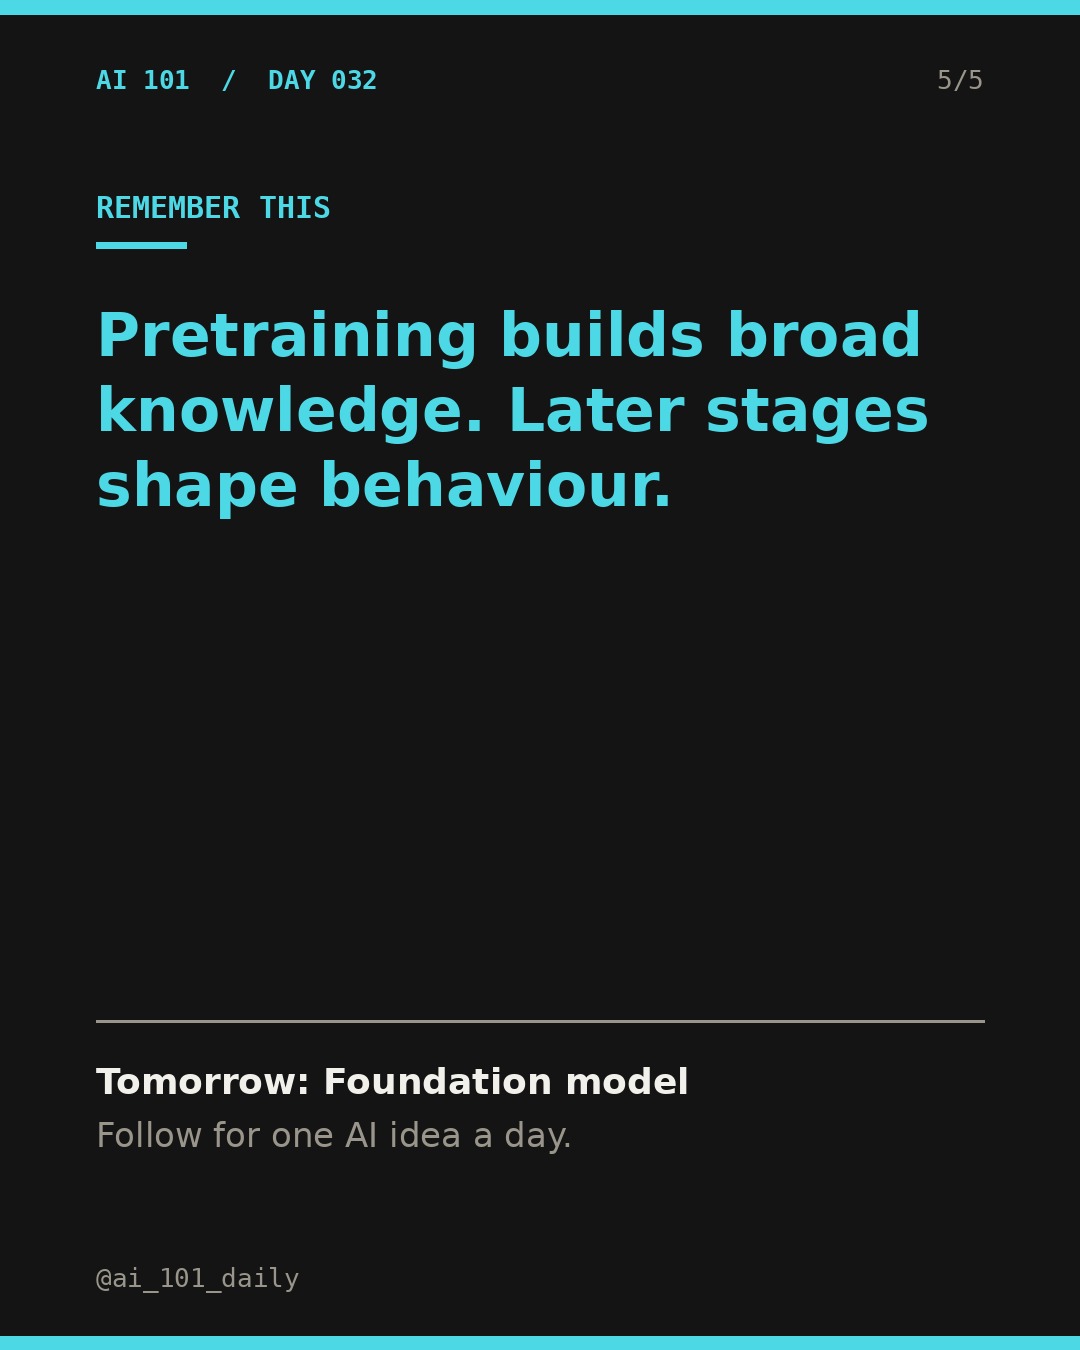 AI 101 / DAY 032
5/5
REMEMBER THIS
Pretraining builds broad
knowledge. Later stages
shape behaviour.
Tomorrow: Foundation model
Follow for one AI idea a day.
@ai_101_daily